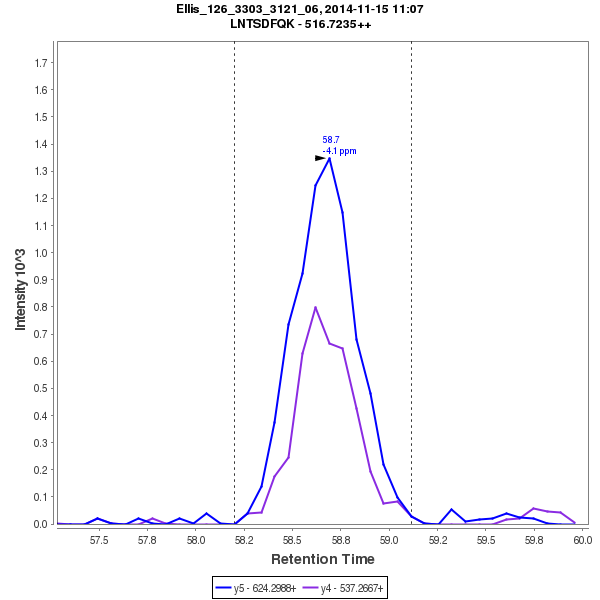 Ellis_126_3303_3121_06, 2014-11-15 11:07
LNTSDFQK - 516.7235++
1.7
1.6
1.5
1.4
1.3
1.2
1.1
1.0
0.9
0.8
0.7
0.6
0.5
0.4
0.3
0.2
0.1
0.0
Intensity 10^3
58.7
-4.1 ppm
57.5 57.8 58.0 58.2 58.5 58.8 59.0 59.2 59.5 59.8 60.0
Retention Time
y5 - 624.2988+ y4 - 537.2667+